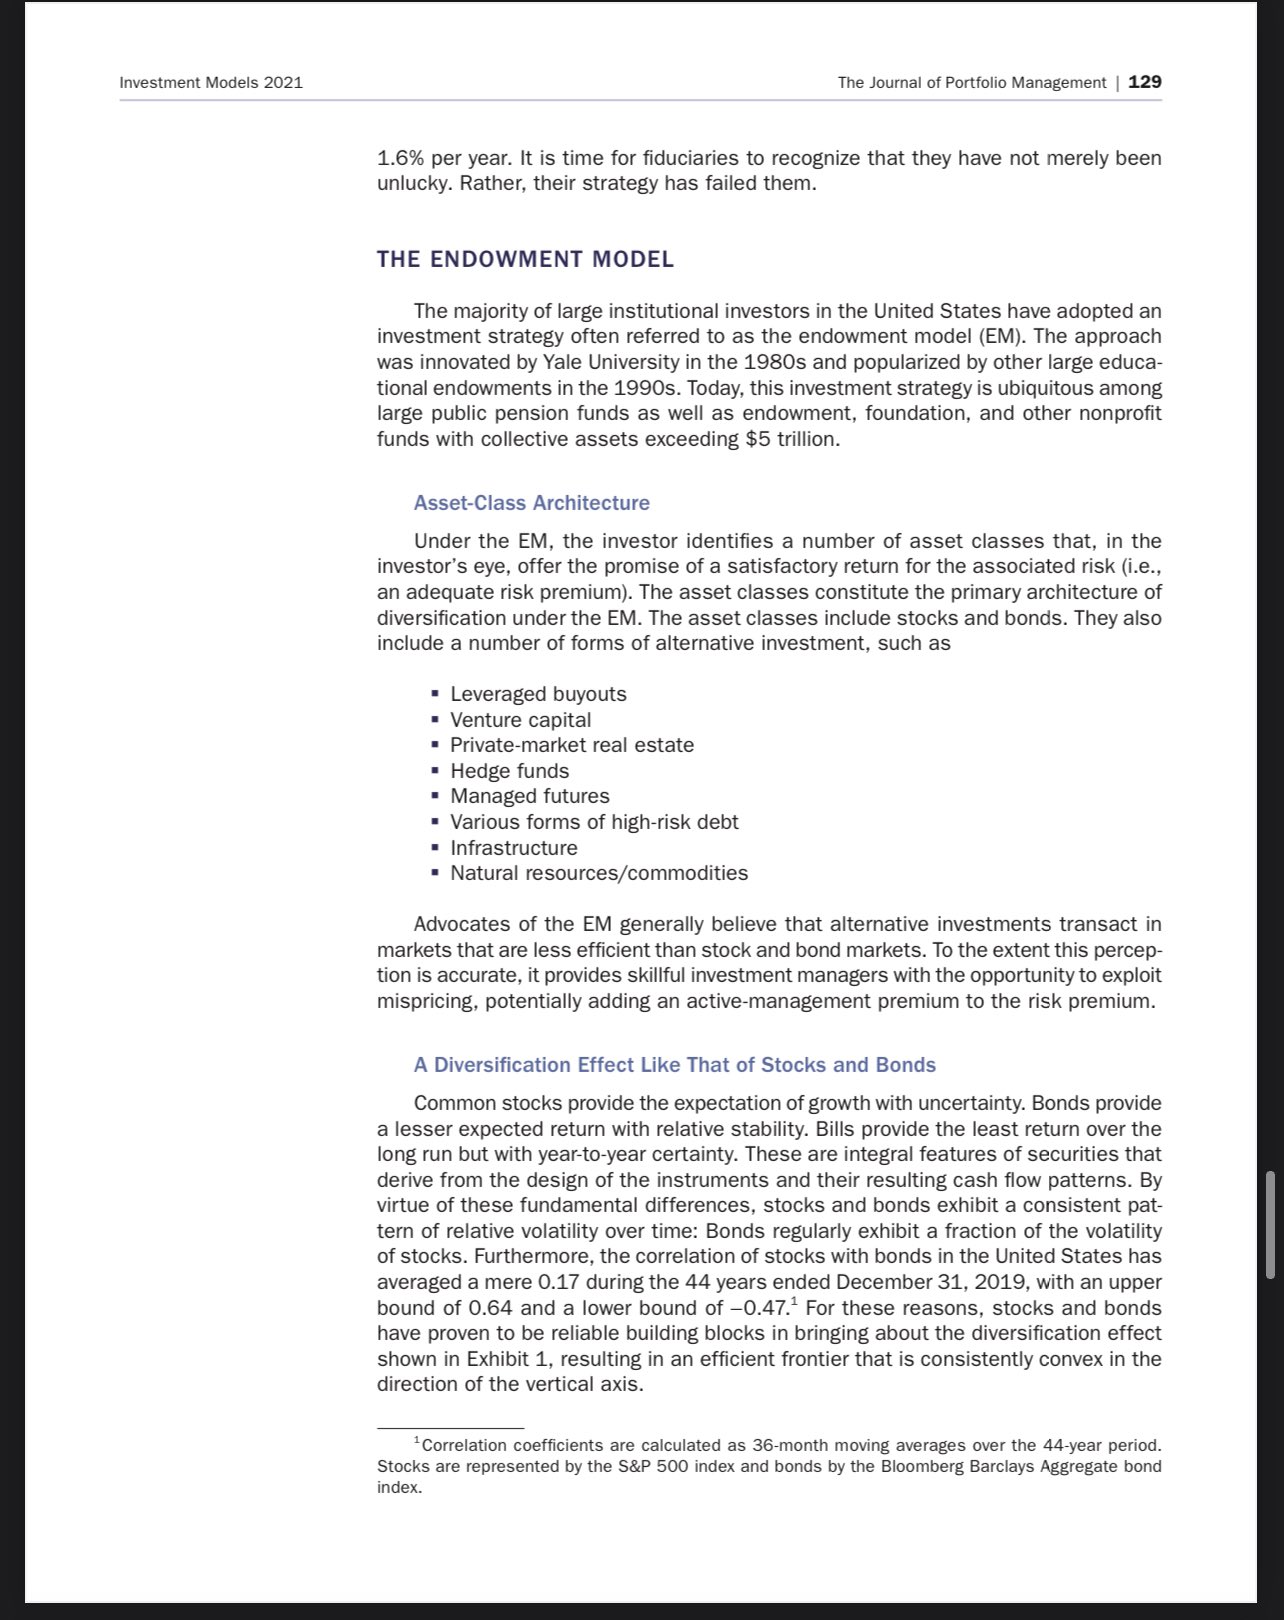 Investment Models 2021
The Journal of Portfolio Management | 129
1.6% per year. It is time for fiduciaries to recognize that they have not merely been
unlucky. Rather, their strategy has failed them.
THE ENDOWMENT MODEL
The majority of large institutional investors in the United States have adopted an
investment strategy often referred to as the endowment model (EM). The approach
was innovated by Yale University in the 1980s and popularized by other large educa-
tional endowments in the 1990s. Today, this investment strategy is ubiquitous among
large public pension funds as well as endowment, foundation, and other nonprofit
funds with collective assets exceeding $5 trillion.
Asset-Class Architecture
Under the EM, the investor identifies a number of asset classes that, in the
investor’s eye, offer the promise of a satisfactory return for the associated risk (i.e.,
an adequate risk premium). The asset classes constitute the primary architecture of
diversification under the EM. The asset classes include stocks and bonds. They also
include a number of forms of alternative investment, such as
▪ Leveraged buyouts
▪ Venture capital
▪ Private-market real estate
▪ Hedge funds
▪ Managed futures
▪ Various forms of high-risk debt
▪ Infrastructure
▪ Natural resources/commodities
Advocates of the EM generally believe that alternative investments transact in
markets that are less efficient than stock and bond markets. To the extent this percep-
tion is accurate, it provides skillful investment managers with the opportunity to exploit
mispricing, potentially adding an active-management premium to the risk premium.
A Diversification Effect Like That of Stocks and Bonds
Common stocks provide the expectation of growth with uncertainty. Bonds provide
a lesser expected return with relative stability. Bills provide the least return over the
long run but with year-to-year certainty. These are integral features of securities that
derive from the design of the instruments and their resulting cash flow patterns. By
virtue of these fundamental differences, stocks and bonds exhibit a consistent pat-
tern of relative volatility over time: Bonds regularly exhibit a fraction of the volatility
of stocks. Furthermore, the correlation of stocks with bonds in the United States has
averaged a mere 0.17 during the 44 years ended December 31, 2019, with an upper
bound of 0.64 and a lower bound of −0.47.¹ For these reasons, stocks and bonds
have proven to be reliable building blocks in bringing about the diversification effect
shown in Exhibit 1, resulting in an efficient frontier that is consistently convex in the
direction of the vertical axis.
¹Correlation coefficients are calculated as 36-month moving averages over the 44-year period.
Stocks are represented by the S&P 500 index and bonds by the Bloomberg Barclays Aggregate bond
index.